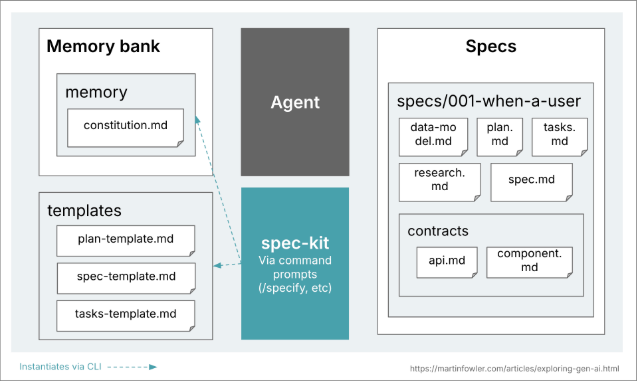 Memory bank
memory
constitution.md
templates
plan-template.md
spec-template.md
tasks-template.md
Agent
spec-kit
Via command
prompts
(/specify, etc)
Specs
specs/001-when-a-user
data-mo
del.md
plan.
md
tasks.
md
research.
md
spec.md
contracts
api.md
component.
md
Instantiates via CLI
https://martinfowler.com/articles/exploring-gen-ai.html